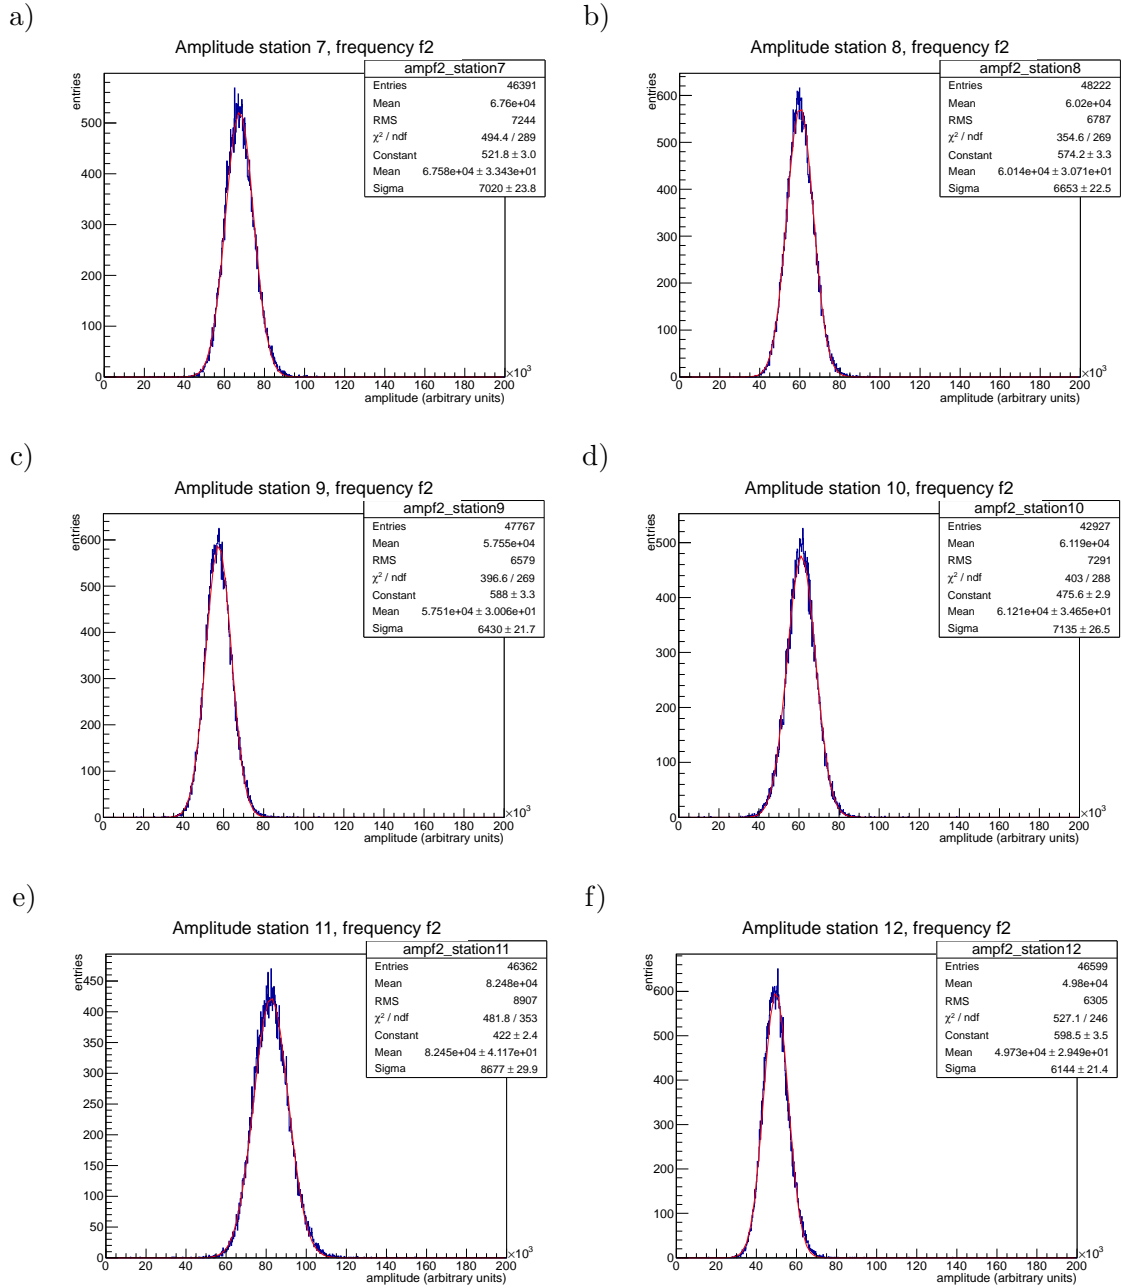 a)
Amplitude station 7, frequency f2
entries
ampf2_station7
Entries 46391
Mean 6.76e+04
RMS 7244
χ² / ndf 494.4 / 289
Constant 521.8 ± 3.0
Mean 6.758e+04 ± 3.343e+01
Sigma 7020 ± 23.8
500
400
300
200
100
0
0 20 40 60 80 100 120 140 160 180 200
×10³
amplitude (arbitrary units)
b)
Amplitude station 8, frequency f2
entries
ampf2_station8
Entries 48222
Mean 6.02e+04
RMS 6787
χ² / ndf 354.6 / 269
Constant 574.2 ± 3.3
Mean 6.014e+04 ± 3.071e+01
Sigma 6653 ± 22.5
600
500
400
300
200
100
0
0 20 40 60 80 100 120 140 160 180 200
×10³
amplitude (arbitrary units)
c)
Amplitude station 9, frequency f2
entries
ampf2_station9
Entries 47767
Mean 5.755e+04
RMS 6579
χ² / ndf 396.6 / 269
Constant 588 ± 3.3
Mean 5.751e+04 ± 3.006e+01
Sigma 6430 ± 21.7
600
500
400
300
200
100
0
0 20 40 60 80 100 120 140 160 180 200
×10³
amplitude (arbitrary units)
d)
Amplitude station 10, frequency f2
entries
ampf2_station10
Entries 42927
Mean 6.119e+04
RMS 7291
χ² / ndf 403 / 288
Constant 475.6 ± 2.9
Mean 6.121e+04 ± 3.465e+01
Sigma 7135 ± 26.5
500
400
300
200
100
0
0 20 40 60 80 100 120 140 160 180 200
×10³
amplitude (arbitrary units)
e)
Amplitude station 11, frequency f2
entries
ampf2_station11
Entries 46362
Mean 8.248e+04
RMS 8907
χ² / ndf 481.8 / 353
Constant 422 ± 2.4
Mean 8.245e+04 ± 4.117e+01
Sigma 8677 ± 29.9
450
400
350
300
250
200
150
100
50
0
0 20 40 60 80 100 120 140 160 180 200
×10³
amplitude (arbitrary units)
f)
Amplitude station 12, frequency f2
entries
ampf2_station12
Entries 46599
Mean 4.98e+04
RMS 6305
χ² / ndf 527.1 / 246
Constant 598.5 ± 3.5
Mean 4.973e+04 ± 2.949e+01
Sigma 6144 ± 21.4
600
500
400
300
200
100
0
0 20 40 60 80 100 120 140 160 180 200
×10³
amplitude (arbitrary units)